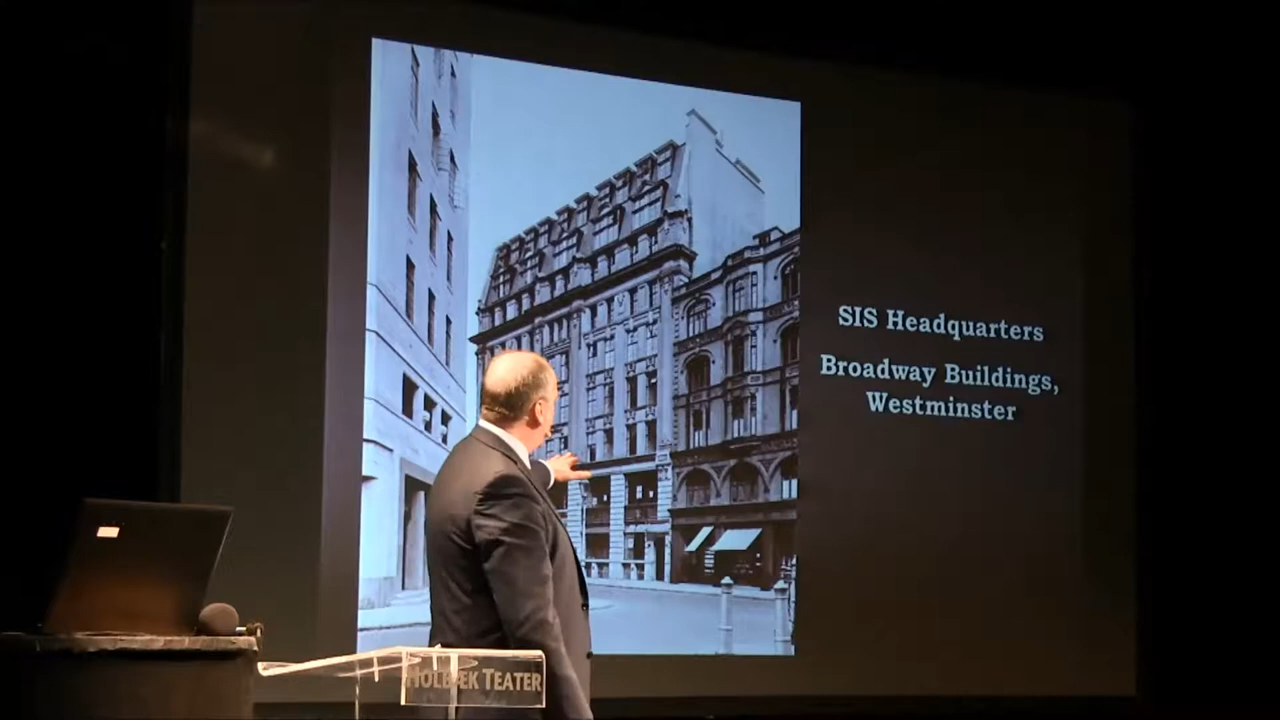 SIS Headquarters
Broadway Buildings,
Westminster
HOLBÆK TEATER